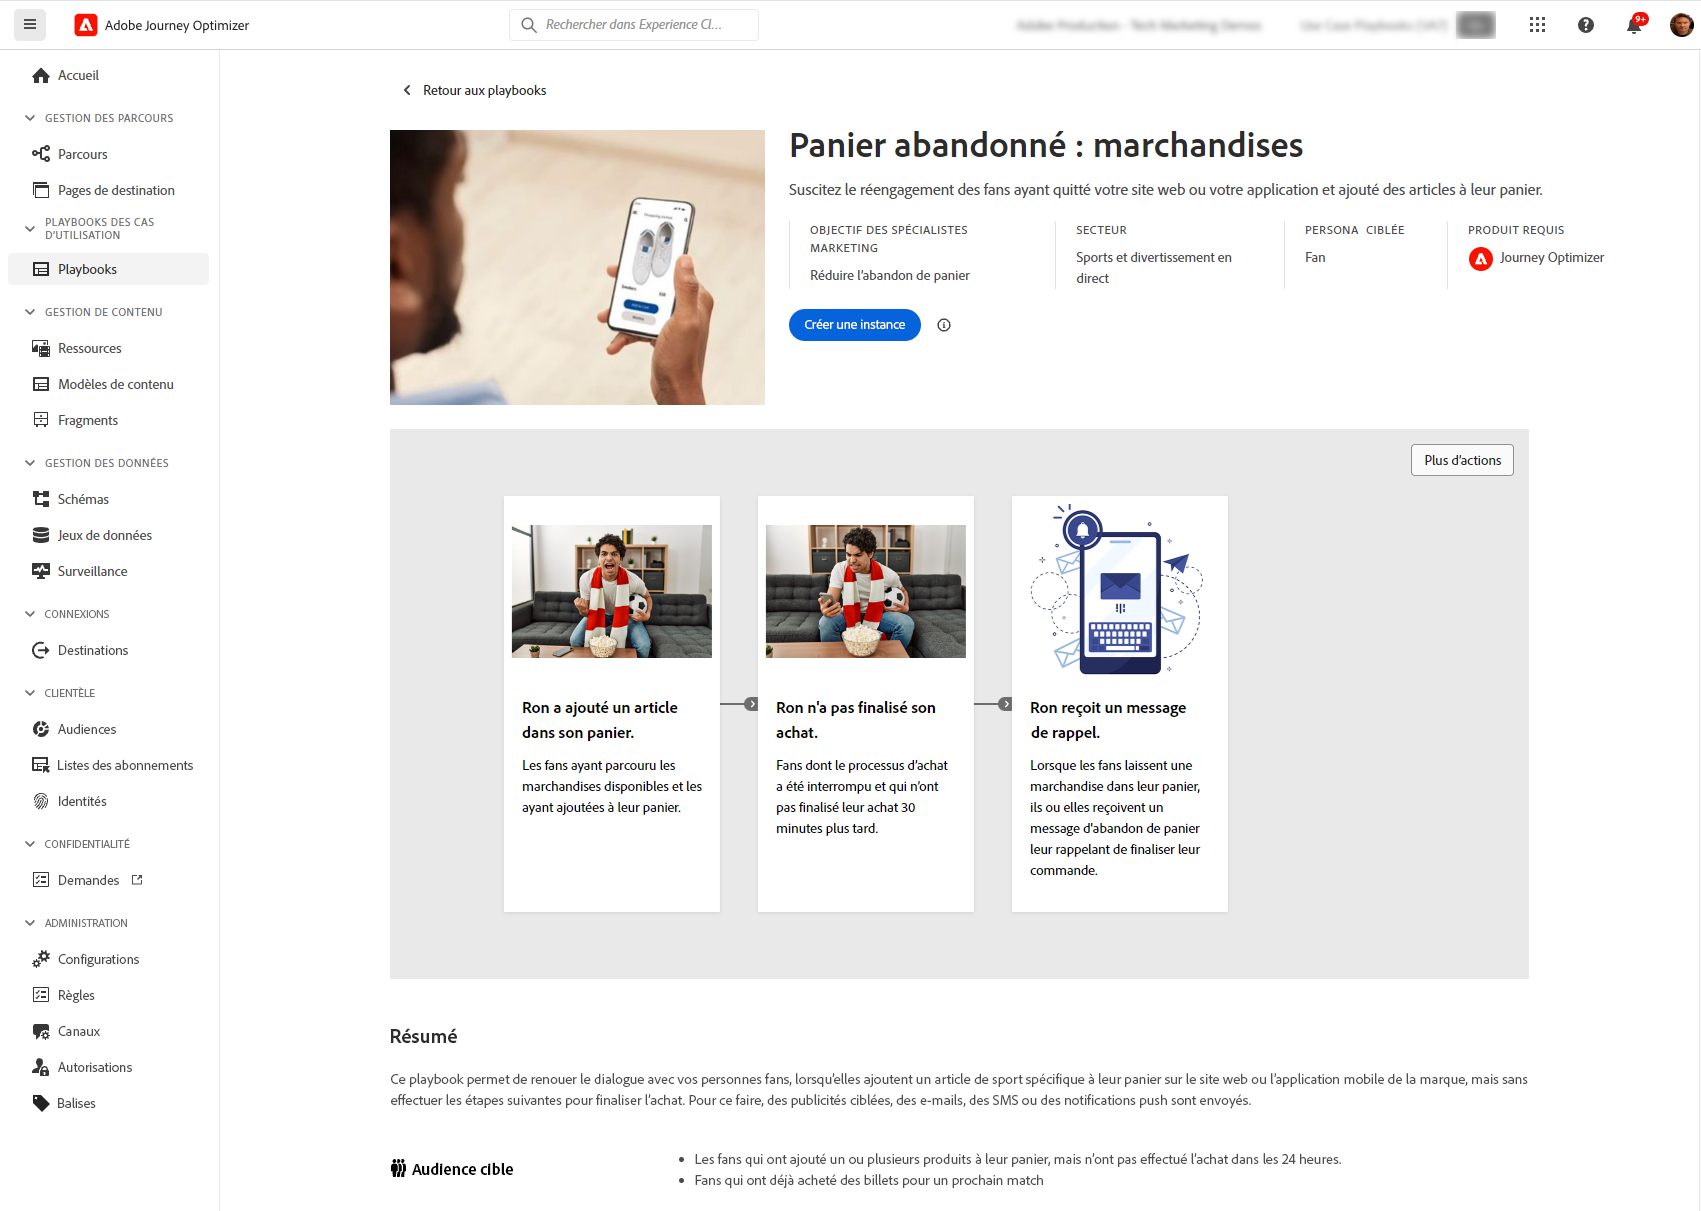 Adobe Journey Optimizer
Rechercher dans Experience Cl...
9+
Accueil
GESTION DES PARCOURS
Parcours
Pages de destination
PLAYBOOKS DES CAS
D'UTILISATION
Playbooks
GESTION DE CONTENU
Ressources
Modèles de contenu
Fragments
GESTION DES DONNÉES
Schémas
Jeux de données
Surveillance
CONNEXIONS
Destinations
CLIENTÈLE
Audiences
Listes des abonnements
Identités
CONFIDENTIALITÉ
Demandes
ADMINISTRATION
Configurations
Règles
Canaux
Autorisations
Balises
Retour aux playbooks
Panier abandonné : marchandises
Suscitez le réengagement des fans ayant quitté votre site web ou votre application et ajouté des articles à leur panier.
OBJECTIF DES SPÉCIALISTES
MARKETING
Réduire l'abandon de panier
SECTEUR
Sports et divertissement en
direct
PERSONA CIBLÉE
Fan
PRODUIT REQUIS
Journey Optimizer
Créer une instance
Plus d'actions
Ron a ajouté un article
dans son panier.
Les fans ayant parcouru les
marchandises disponibles et les
ayant ajoutées à leur panier.
Ron n'a pas finalisé son
achat.
Fans dont le processus d'achat
a été interrompu et qui n'ont
pas finalisé leur achat 30
minutes plus tard.
Ron reçoit un message
de rappel.
Lorsque les fans laissent une
marchandise dans leur panier,
ils ou elles reçoivent un
message d'abandon de panier
leur rappelant de finaliser leur
commande.
Résumé
Ce playbook permet de renouer le dialogue avec vos personnes fans, lorsqu'elles ajoutent un article de sport spécifique à leur panier sur le site web ou l'application mobile de la marque, mais sans
effectuer les étapes suivantes pour finaliser l'achat. Pour ce faire, des publicités ciblées, des e-mails, des SMS ou des notifications push sont envoyés.
Audience cible
• Les fans qui ont ajouté un ou plusieurs produits à leur panier, mais n'ont pas effectué l'achat dans les 24 heures.
• Fans qui ont déjà acheté des billets pour un prochain match